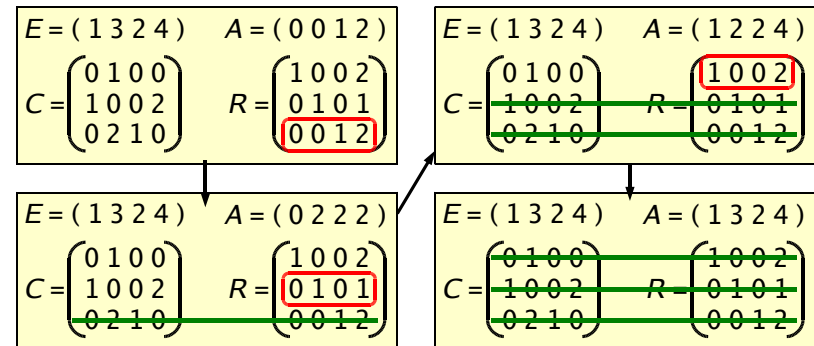 E = ( 1 3 2 4 ) A = ( 0 0 1 2 )
0 1 0 0 1 0 0 2
C = 1 0 0 2 R = 0 1 0 1
0 2 1 0 0 0 1 2
E = ( 1 3 2 4 ) A = ( 0 2 2 2 )
0 1 0 0 1 0 0 2
C = 1 0 0 2 R = 0 1 0 1
0 2 1 0 0 0 1 2
E = ( 1 3 2 4 ) A = ( 1 2 2 4 )
0 1 0 0 1 0 0 2
C = 1 0 0 2 R = 0 1 0 1
0 2 1 0 0 0 1 2
E = ( 1 3 2 4 ) A = ( 1 3 2 4 )
0 1 0 0 1 0 0 2
C = 1 0 0 2 R = 0 1 0 1
0 2 1 0 0 0 1 2